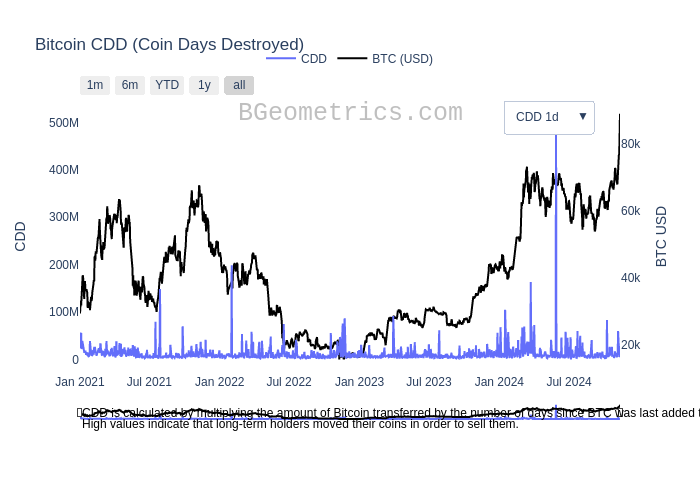 Bitcoin CDD (Coin Days Destroyed)
CDD BTC (USD)
1m 6m YTD 1y all
BGeometrics.com
CDD 1d ▼
500M
400M
300M
200M
100M
0
CDD
80k
60k
40k
20k
BTC USD
Jan 2021 Jul 2021 Jan 2022 Jul 2022 Jan 2023 Jul 2023 Jan 2024 Jul 2024
CDD is calculated by multiplying the amount of Bitcoin transferred by the number of days since BTC was last added t
High values indicate that long-term holders moved their coins in order to sell them.